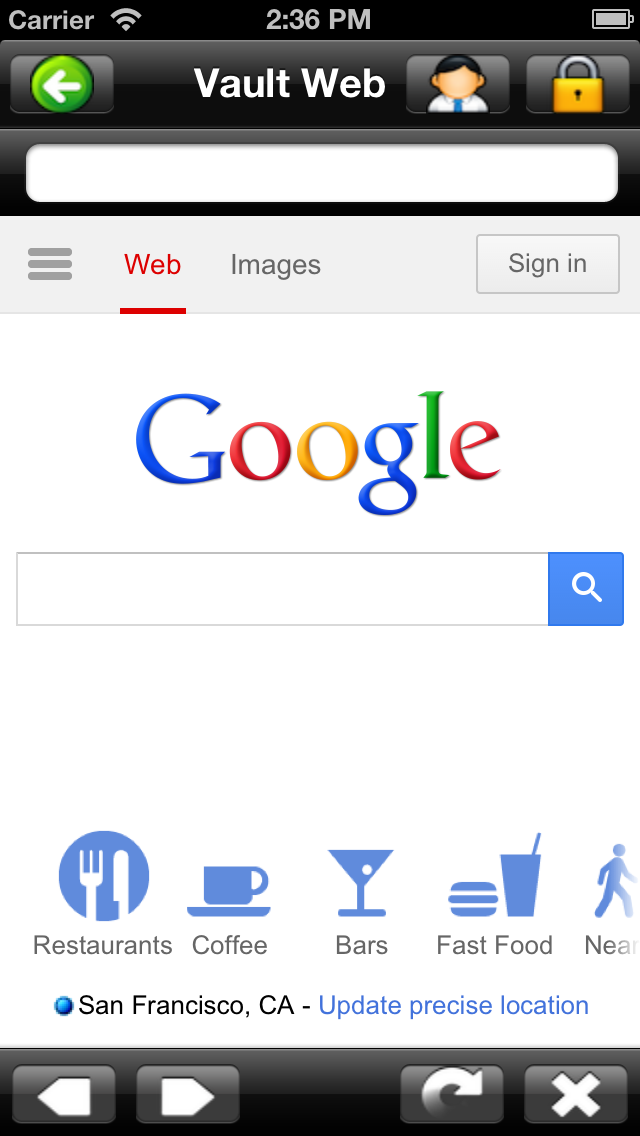 Carrier 2:36 PM
Vault Web
Web Images Sign in
Google
Restaurants Coffee Bars Fast Food Near
San Francisco, CA - Update precise location